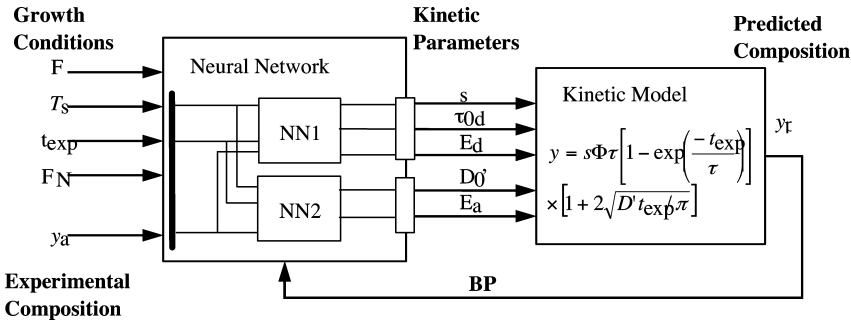 Growth
Conditions
F
Ts
texp
FN
ya
Experimental
Composition
Neural Network
NN1
NN2
Kinetic
Parameters
s
τ0d
Ed
D0'
Ea
Kinetic Model
y = sΦτ[1 − exp(−texp/τ)]
×[1 + 2√(D' texp/π)]
Predicted
Composition
yr
BP